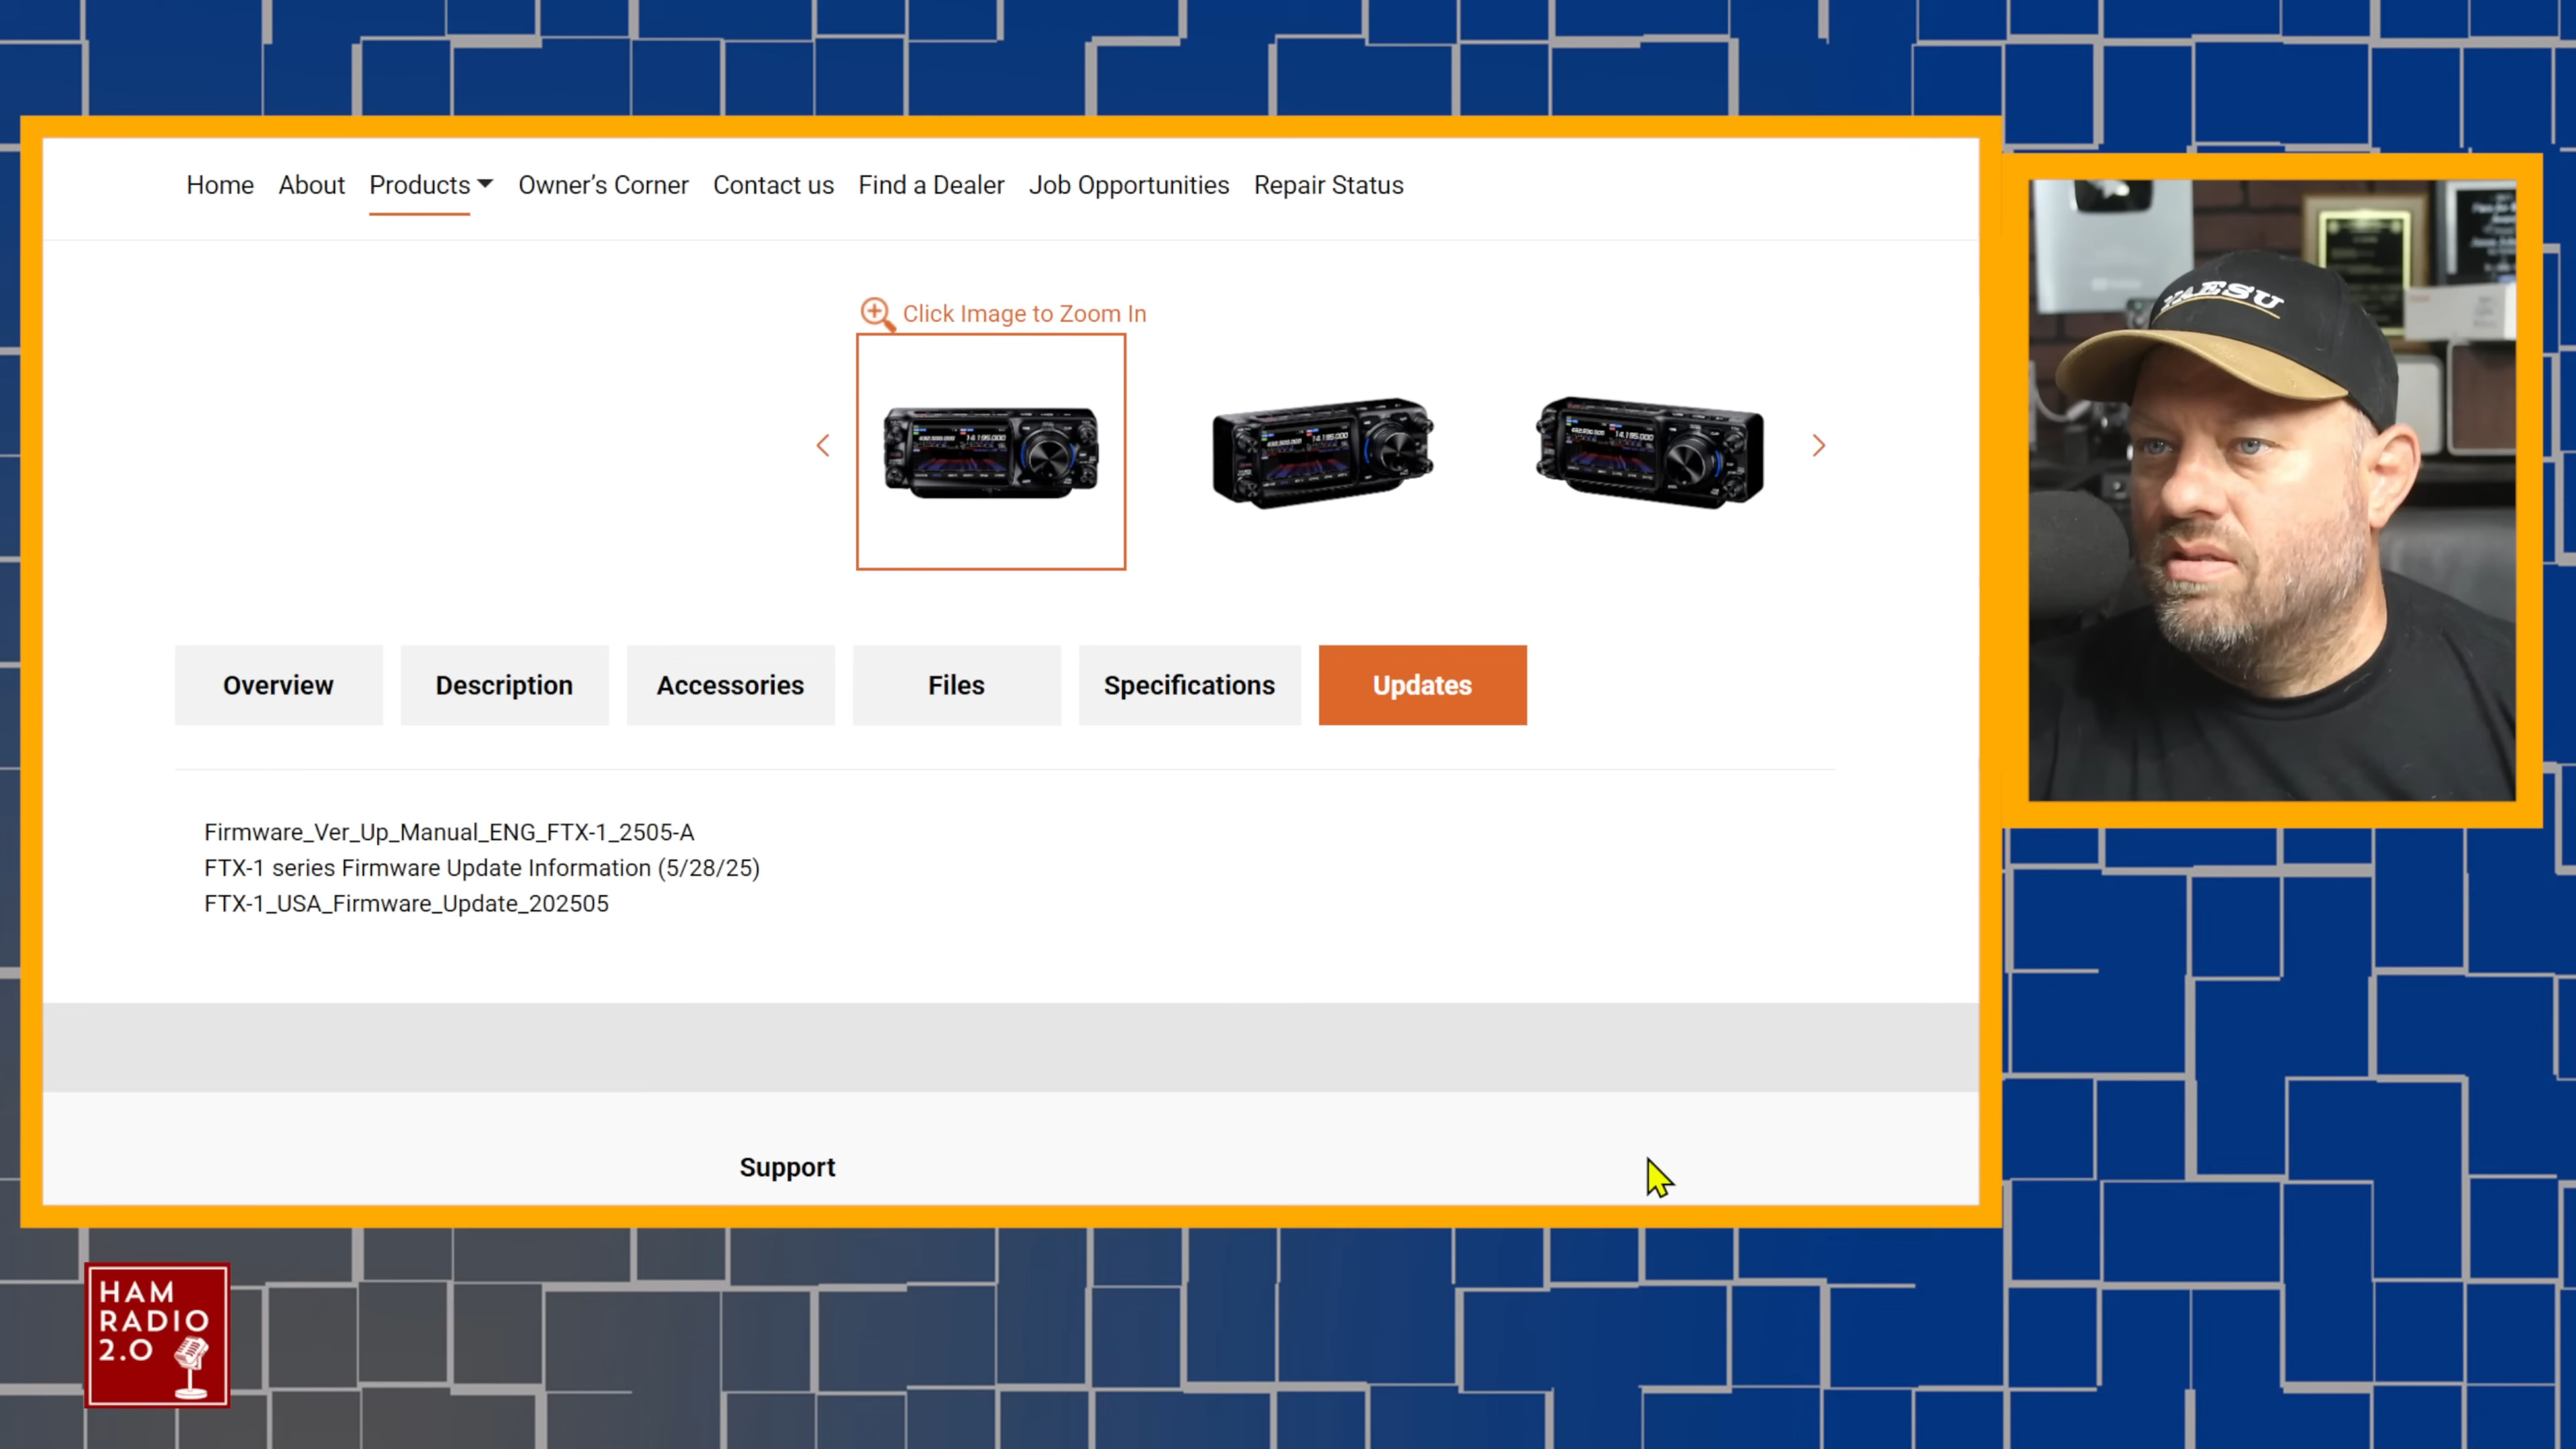 Home About Products Owner's Corner Contact us Find a Dealer Job Opportunities Repair Status
Click Image to Zoom In
YAESU
Overview Description Accessories Files Specifications Updates
Firmware_Ver_Up_Manual_ENG_FTX-1_2505-A
FTX-1 series Firmware Update Information (5/28/25)
FTX-1_USA_Firmware_Update_202505
Support
HAM
RADIO
2.0